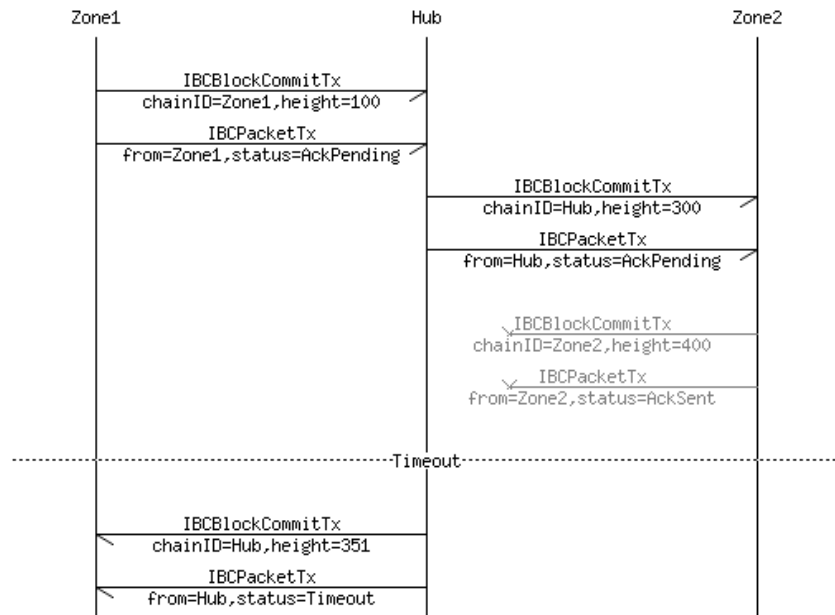 Zone1 Hub Zone2
IBCBlockCommitTx
chainID=Zone1,height=100
IBCPacketTx
from=Zone1,status=AckPending
IBCBlockCommitTx
chainID=Hub,height=300
IBCPacketTx
from=Hub,status=AckPending
IBCBlockCommitTx
chainID=Zone2,height=400
IBCPacketTx
from=Zone2,status=AckSent
Timeout
IBCBlockCommitTx
chainID=Hub,height=351
IBCPacketTx
from=Hub,status=Timeout